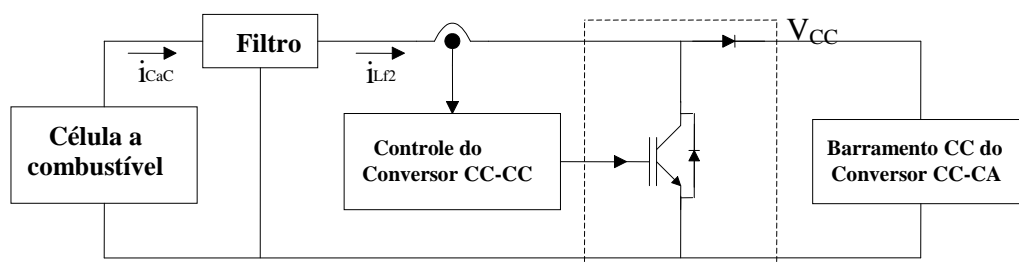 Filtro
V_CC
i_CaC
i_Lf2
Célula a
combustível
Controle do
Conversor CC-CC
Barramento CC do
Conversor CC-CA